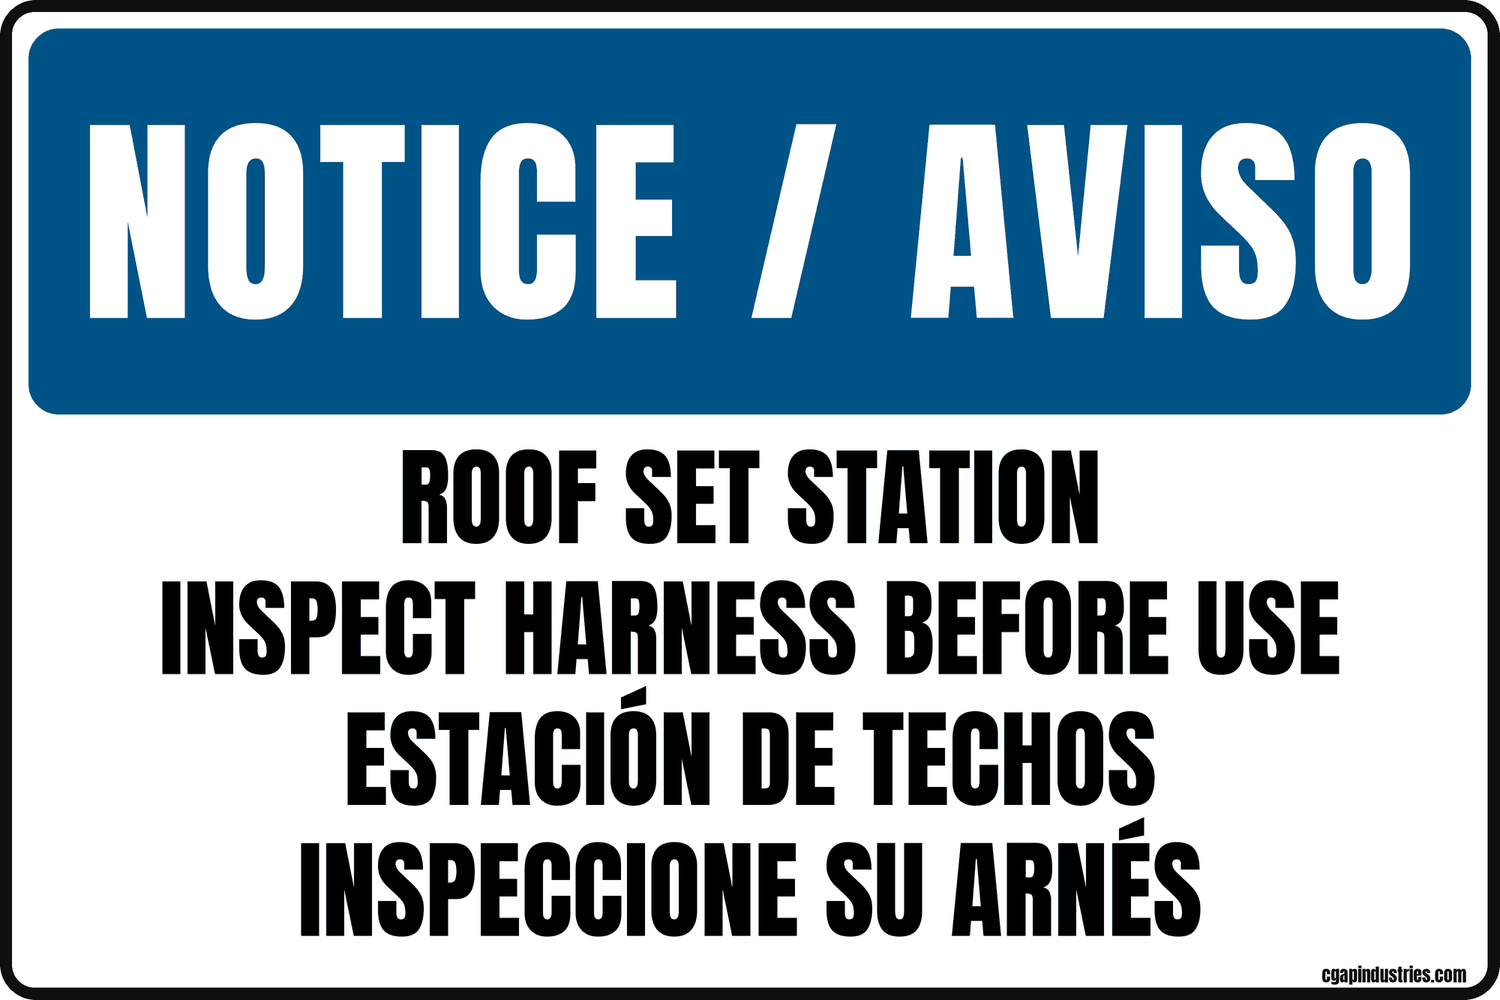 NOTICE / AVISO
ROOF SET STATION
INSPECT HARNESS BEFORE USE
ESTACIÓN DE TECHOS
INSPECCIONE SU ARNÉS
cgapindustries.com